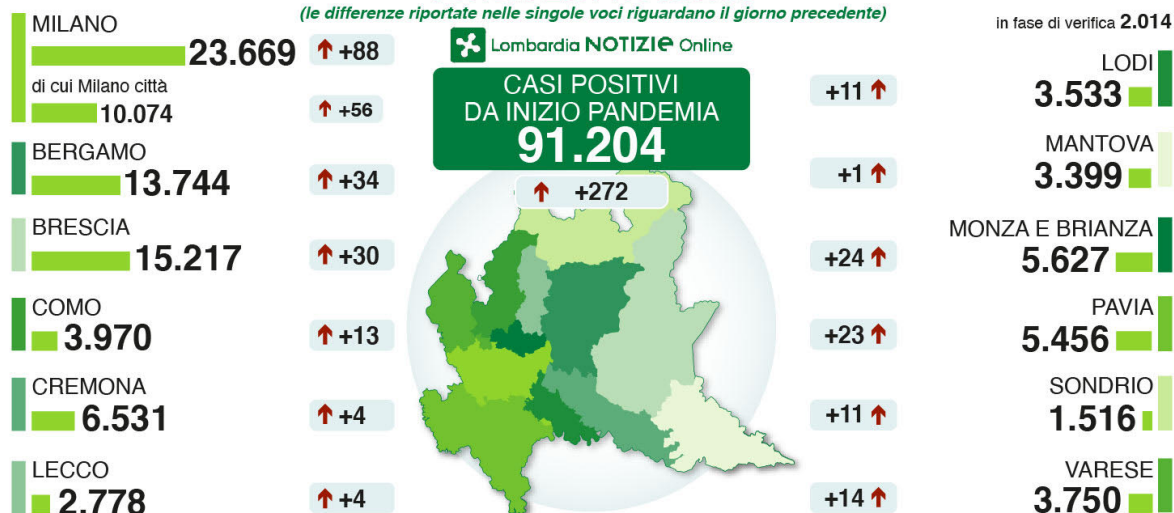 (le differenze riportate nelle singole voci riguardano il giorno precedente)
in fase di verifica 2.014
Lombardia NOTIZIE Online
CASI POSITIVI
DA INIZIO PANDEMIA
91.204
+272
MILANO
23.669 +88
di cui Milano città
10.074 +56
BERGAMO
13.744 +34
BRESCIA
15.217 +30
COMO
3.970 +13
CREMONA
6.531 +4
LECCO
2.778 +4
LODI
+11 3.533
MANTOVA
+1 3.399
MONZA E BRIANZA
+24 5.627
PAVIA
+23 5.456
SONDRIO
+11 1.516
VARESE
+14 3.750